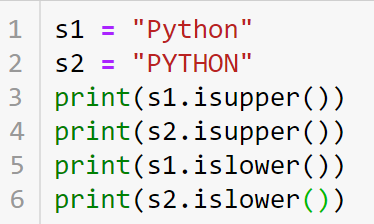 1 s1 = "Python"
2 s2 = "PYTHON"
3 print(s1.isupper())
4 print(s2.isupper())
5 print(s1.islower())
6 print(s2.islower())